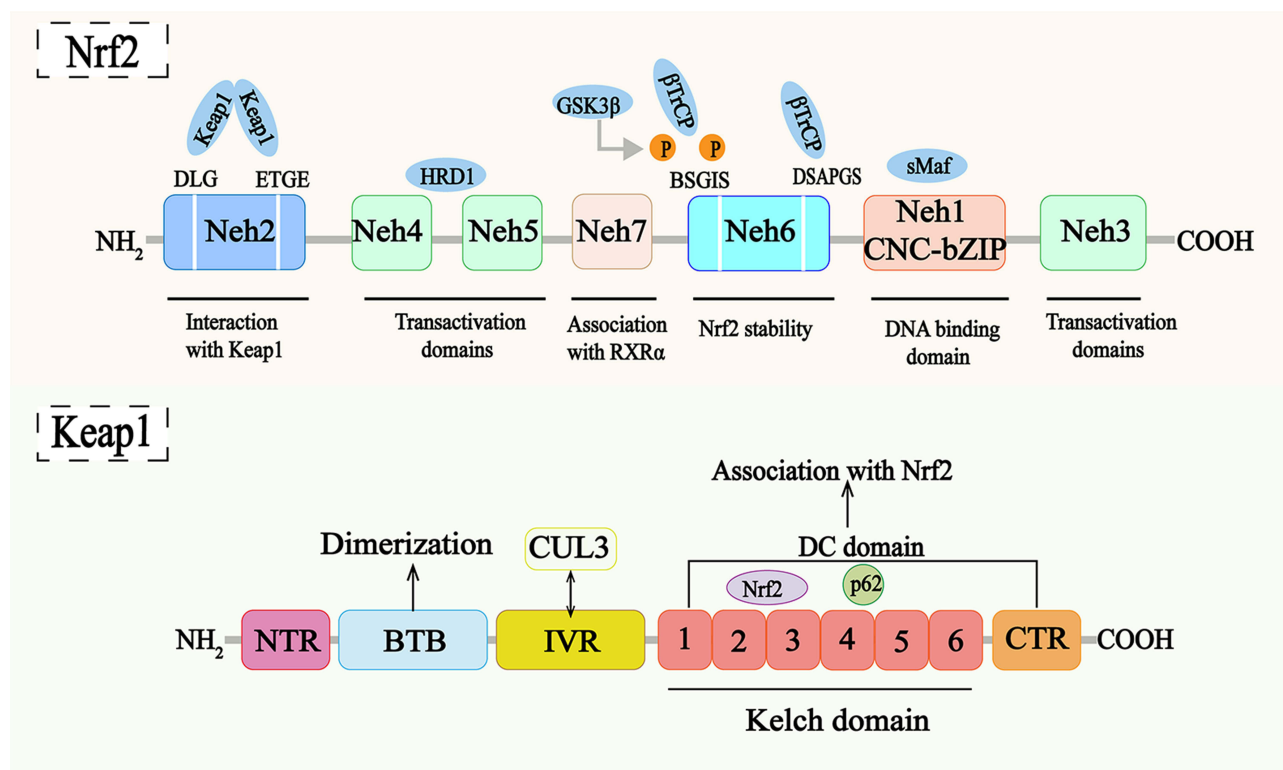 Nrf2
Keap1
Keap1
GSK3β
βTrCP
βTrCP
P
P
DLG
ETGE
HRD1
BSGIS
DSAPGS
sMaf
NH2
Neh2
Neh4
Neh5
Neh7
Neh6
Neh1
CNC-bZIP
Neh3
COOH
Interaction
with Keap1
Transactivation
domains
Association
with RXRα
Nrf2 stability
DNA binding
domain
Transactivation
domains
Keap1
Association with Nrf2
Dimerization
CUL3
DC domain
Nrf2
p62
NH2
NTR
BTB
IVR
1
2
3
4
5
6
CTR
COOH
Kelch domain